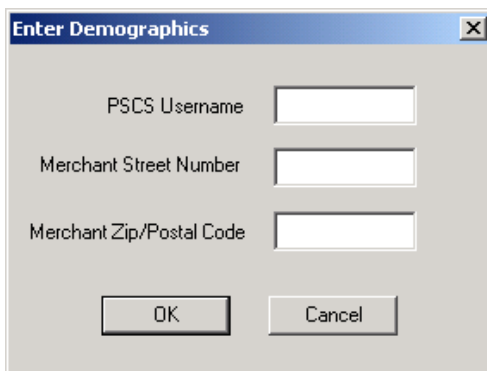 Enter Demographics
PSCS Username
Merchant Street Number
Merchant Zip/Postal Code
OK Cancel